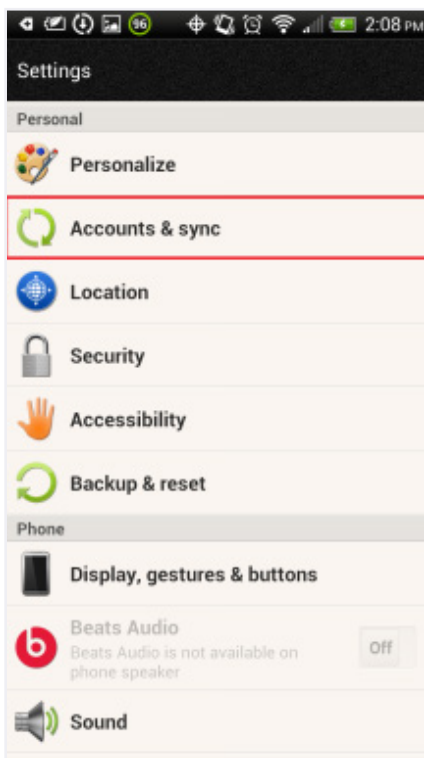 96 2:08 PM
Settings
Personal
Personalize
Accounts & sync
Location
Security
Accessibility
Backup & reset
Phone
Display, gestures & buttons
Beats Audio
Beats Audio is not available on
phone speaker
Off
Sound